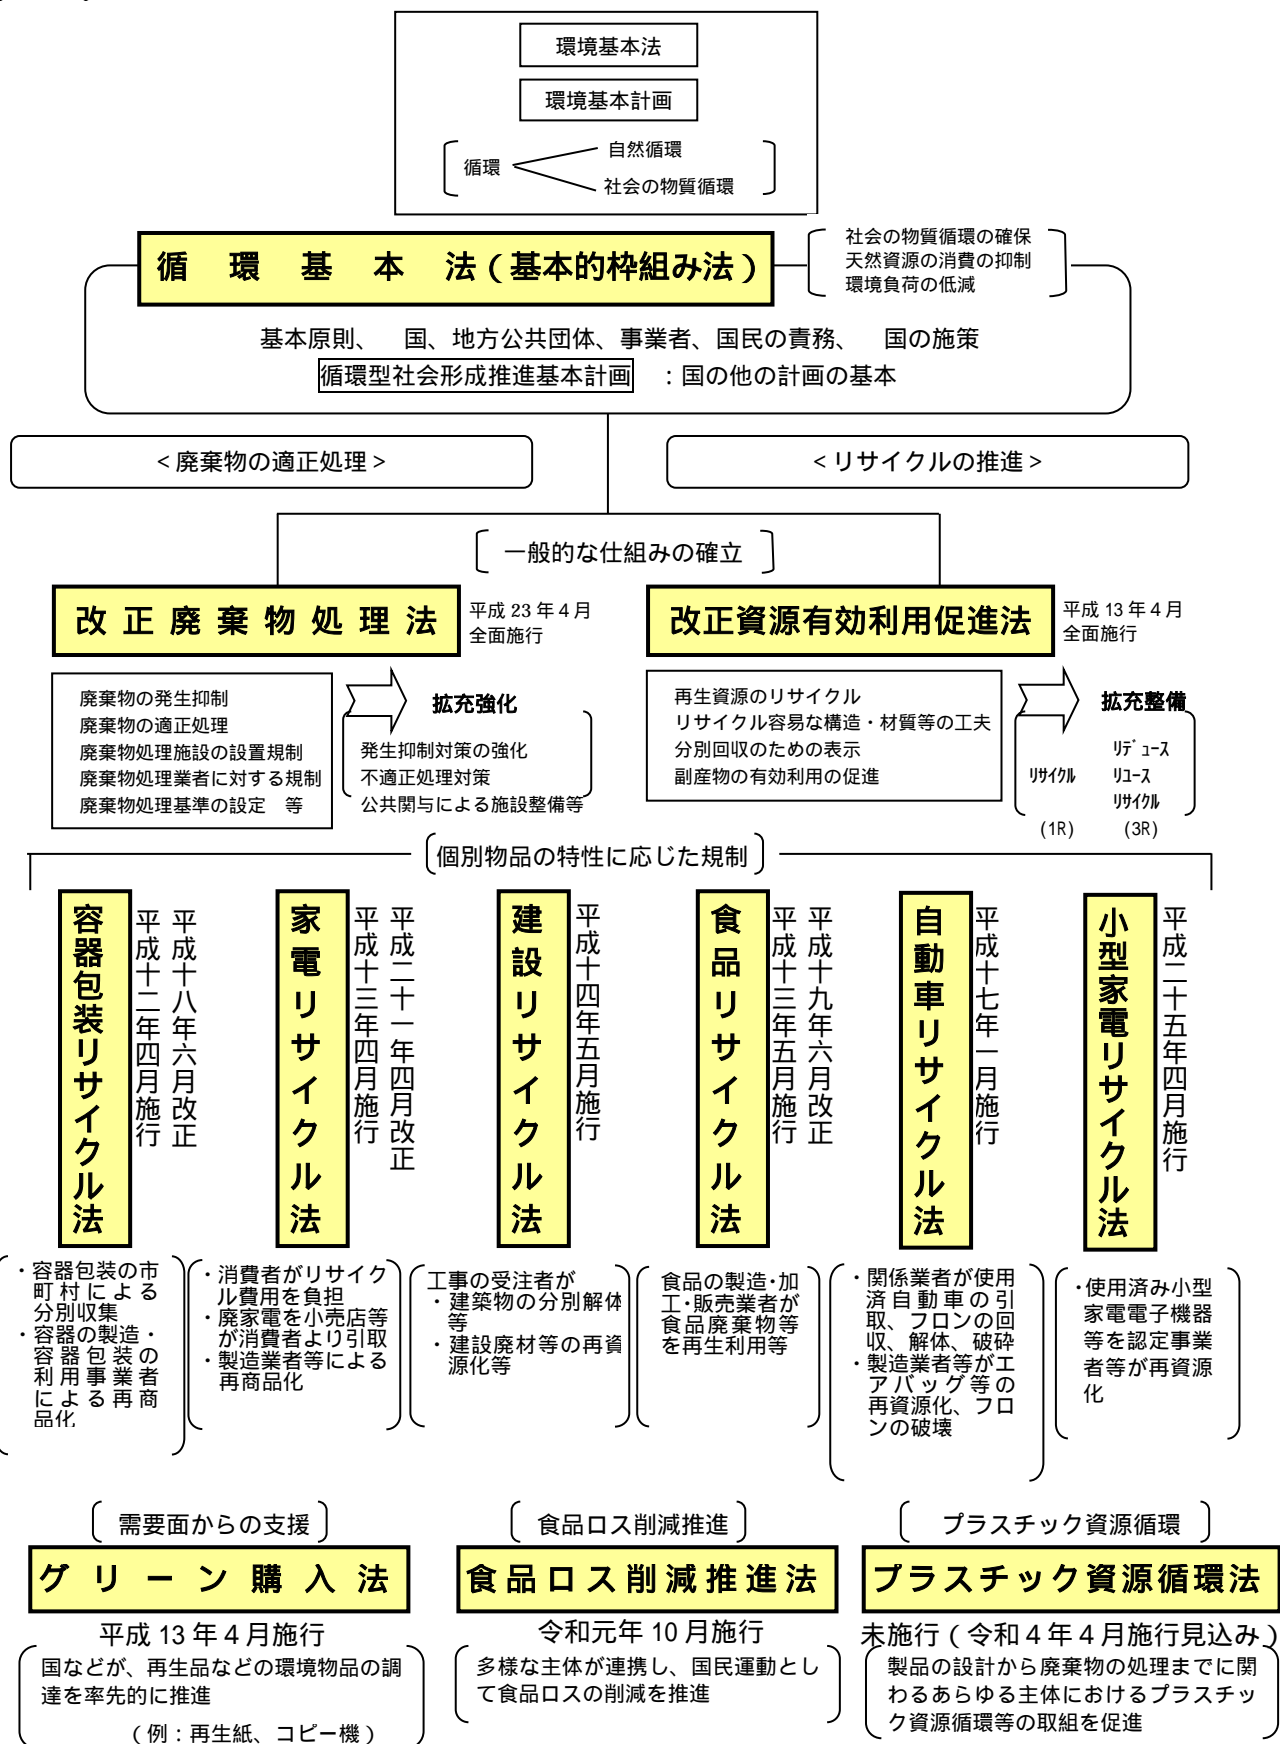 環境基本法
環境基本計画
循環
自然循環
社会の物質循環
循環基本法(基本的枠組み法)
社会の物質循環の確保
天然資源の消費の抑制
環境負荷の低減
基本原則、 国、地方公共団体、事業者、国民の責務、 国の施策
循環型社会形成推進基本計画 :国の他の計画の基本
<廃棄物の適正処理>
<リサイクルの推進>
一般的な仕組みの確立
改正廃棄物処理法
平成 23 年4月
全面施行
改正資源有効利用促進法
平成 13 年4月
全面施行
廃棄物の発生抑制
廃棄物の適正処理
廃棄物処理施設の設置規制
廃棄物処理業者に対する規制
廃棄物処理基準の設定 等
拡充強化
発生抑制対策の強化
不適正処理対策
公共関与による施設整備等
再生資源のリサイクル
リサイクル容易な構造・材質等の工夫
分別回収のための表示
副産物の有効利用の促進
拡充整備
リサイクル
(1R)
リデュース
リユース
リサイクル
(3R)
個別物品の特性に応じた規制
容器包装リサイクル法
平成十八年六月改正
平成十二年四月施行
家電リサイクル法
平成二十一年四月改正
平成十三年四月施行
建設リサイクル法
平成十四年五月施行
食品リサイクル法
平成十九年六月改正
平成十三年五月施行
自動車リサイクル法
平成十七年一月施行
小型家電リサイクル法
平成二十五年四月施行
・容器包装の市
町村による
分別収集
・容器の製造・
容器包装の
利用事業者
による再商
品化
・消費者がリサイク
ル費用を負担
・廃家電を小売店等
が消費者より引取
・製造業者等による
再商品化
工事の受注者が
・建築物の分別解体
等
・建設廃材等の再資
源化等
食品の製造・加
工・販売業者が
食品廃棄物等
を再生利用等
・関係業者が使用
済自動車の引
取、フロンの回
収、解体、破砕
・製造業者等がエ
アバッグ等の
再資源化、フロ
ンの破壊
・使用済み小型
家電電子機器
等を認定事業
者等が再資源
化
需要面からの支援
グリーン購入法
平成 13 年4月施行
国などが、再生品などの環境物品の調
達を率先的に推進
(例:再生紙、コピー機)
食品ロス削減推進
食品ロス削減推進法
令和元年 10 月施行
多様な主体が連携し、国民運動とし
て食品ロスの削減を推進
プラスチック資源循環
プラスチック資源循環法
未施行(令和4年4月施行見込み)
製品の設計から廃棄物の処理までに関
わるあらゆる主体におけるプラスチッ
ク資源循環等の取組を促進